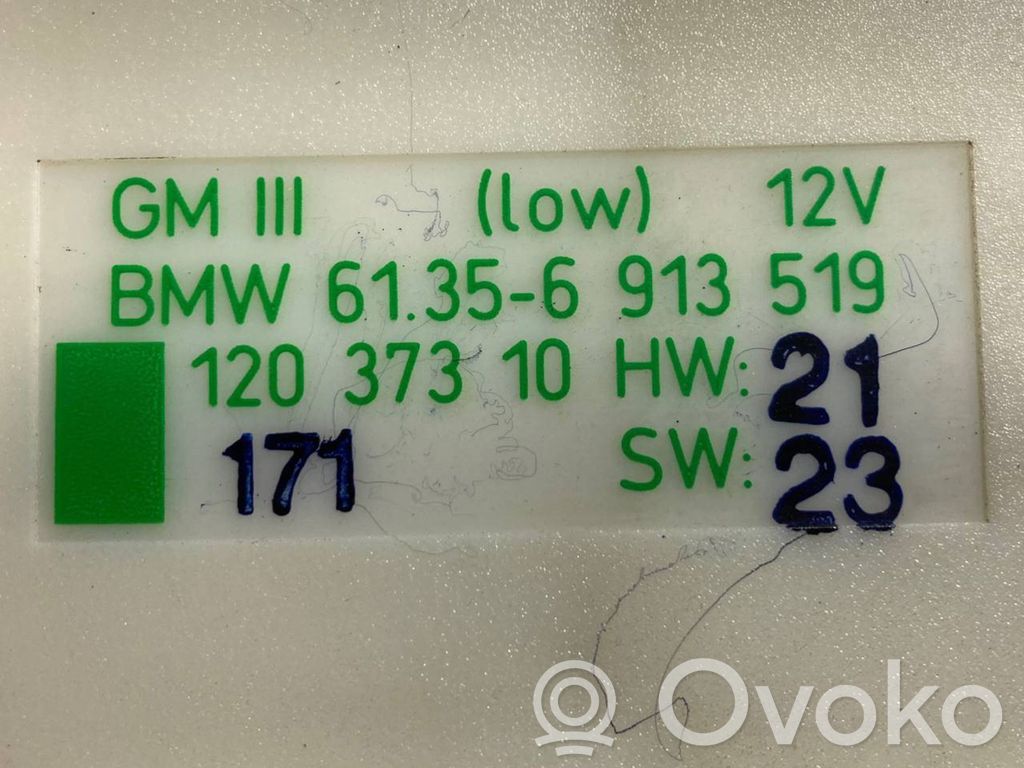 GM III (low) 12V
BMW 61.35-6 913 519
120 373 10 HW: 21
171 SW: 23
Ovoko